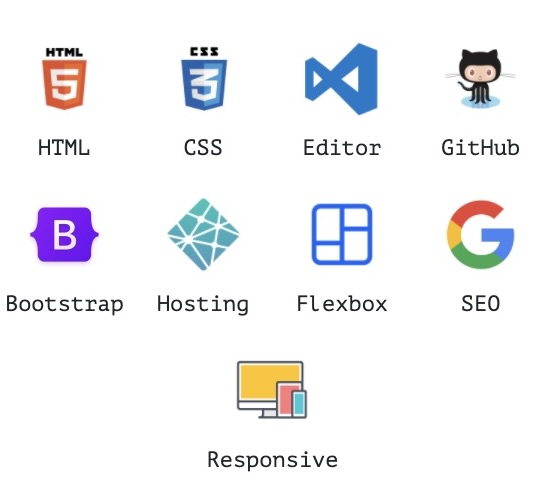 HTML CSS
5 3
HTML CSS Editor GitHub
B G
Bootstrap Hosting Flexbox SEO
Responsive